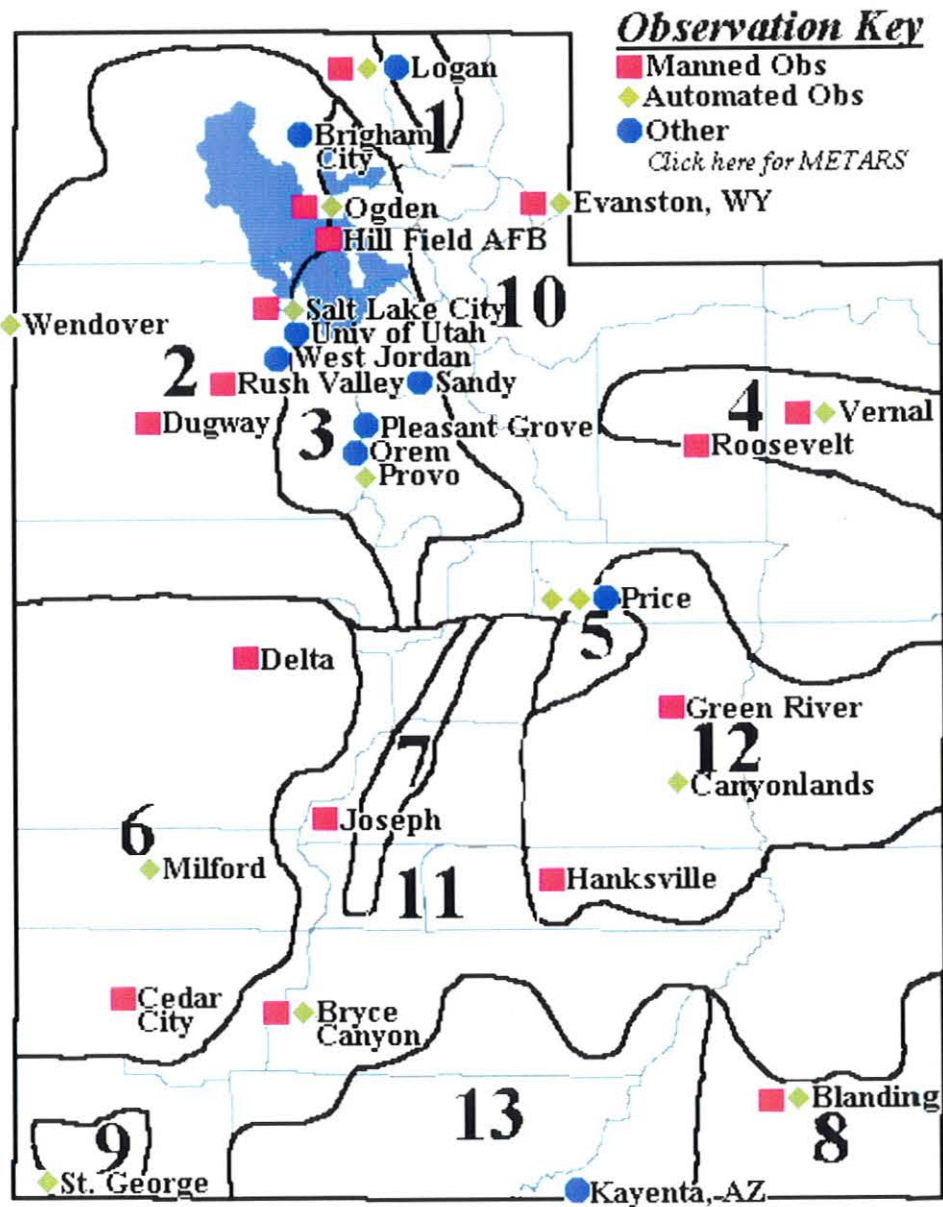 Observation Key
Manned Obs
Automated Obs
Other
Click here for METARS
Logan
1
Brigham
City
Ogden
Evanston, WY
Hill Field AFB
10
Salt Lake City
Wendover
Univ of Utah
West Jordan
2
Rush Valley
Sandy
4
Vernal
Dugway
3
Pleasant Grove
Roosevelt
Orem
Provo
Price
5
Delta
Green River
7
12
Canyonlands
Joseph
6
Milford
11
Hanksville
Cedar
City
Bryce
Canyon
13
Blanding
8
9
St. George
Kayenta, AZ